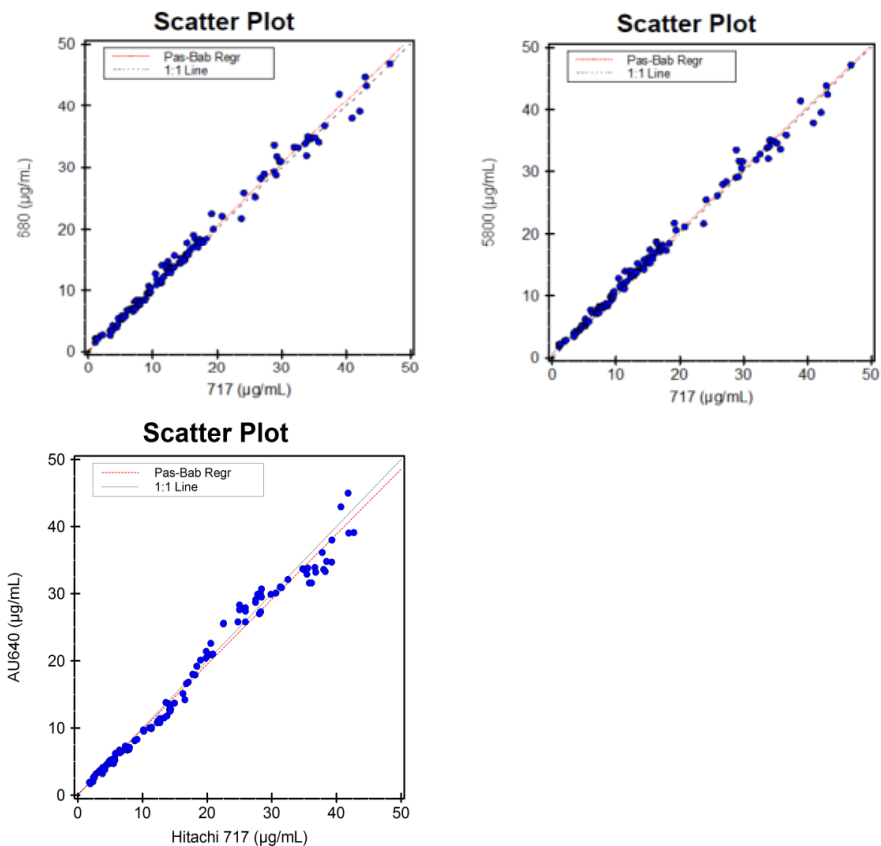 Scatter Plot
Pas-Bab Regr
1:1 Line
50
40
30
20
10
0
680 (µg/mL)
0 10 20 30 40 50
717 (µg/mL)
Scatter Plot
Pas-Bab Regr
1:1 Line
50
40
30
20
10
0
5800 (µg/mL)
0 10 20 30 40 50
717 (µg/mL)
Scatter Plot
Pas-Bab Regr
1:1 Line
50
40
30
20
10
0
AU640 (µg/mL)
0 10 20 30 40 50
Hitachi 717 (µg/mL)